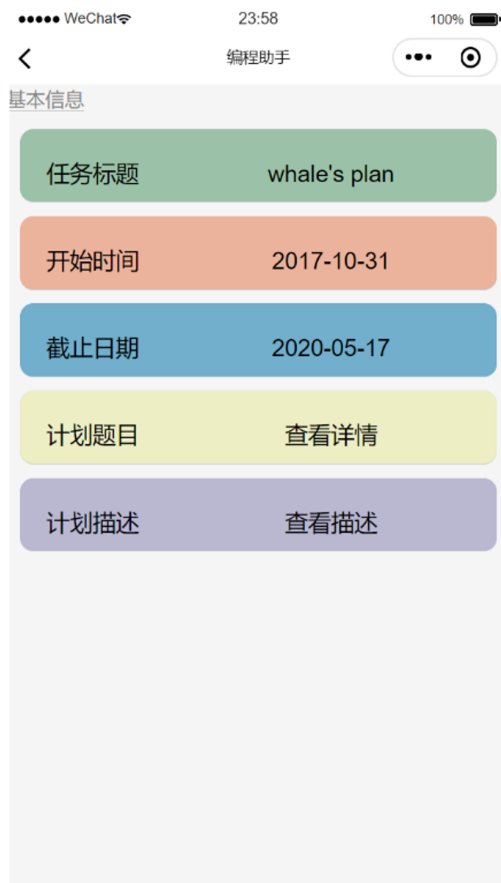 WeChat 23:58 100%
编程助手
基本信息
任务标题 whale's plan
开始时间 2017-10-31
截止日期 2020-05-17
计划题目 查看详情
计划描述 查看描述